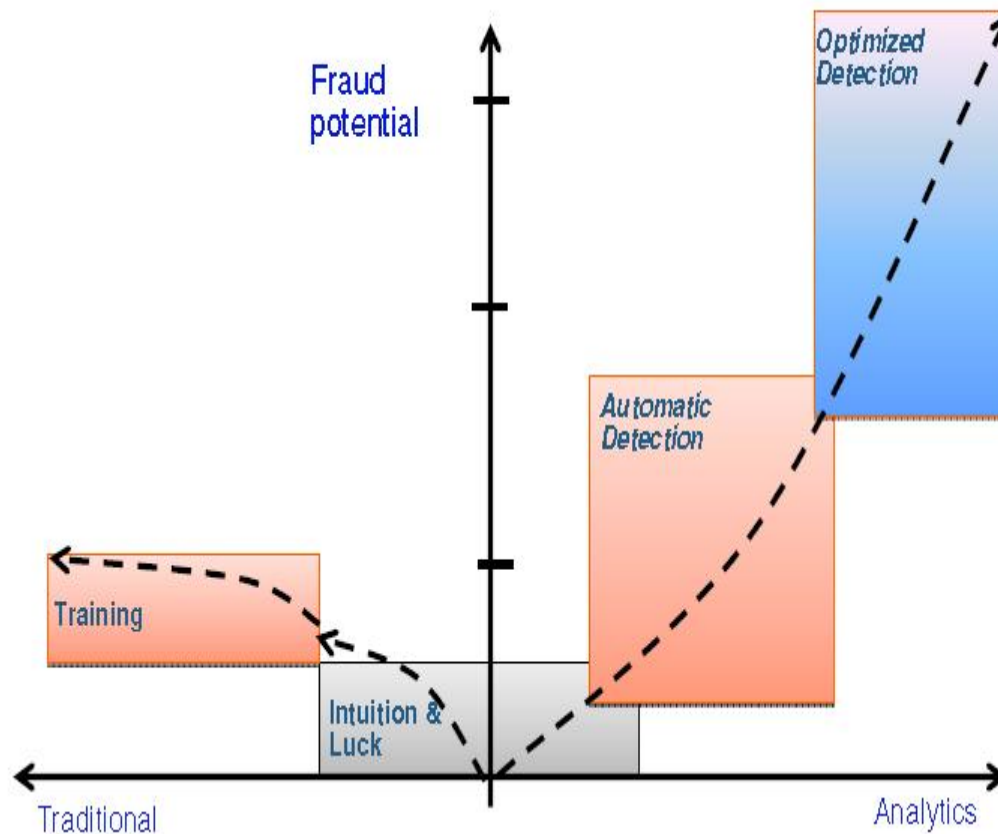 Optimized
Detection
Fraud
potential
Automatic
Detection
Training
Intuition &
Luck
Traditional
Analytics